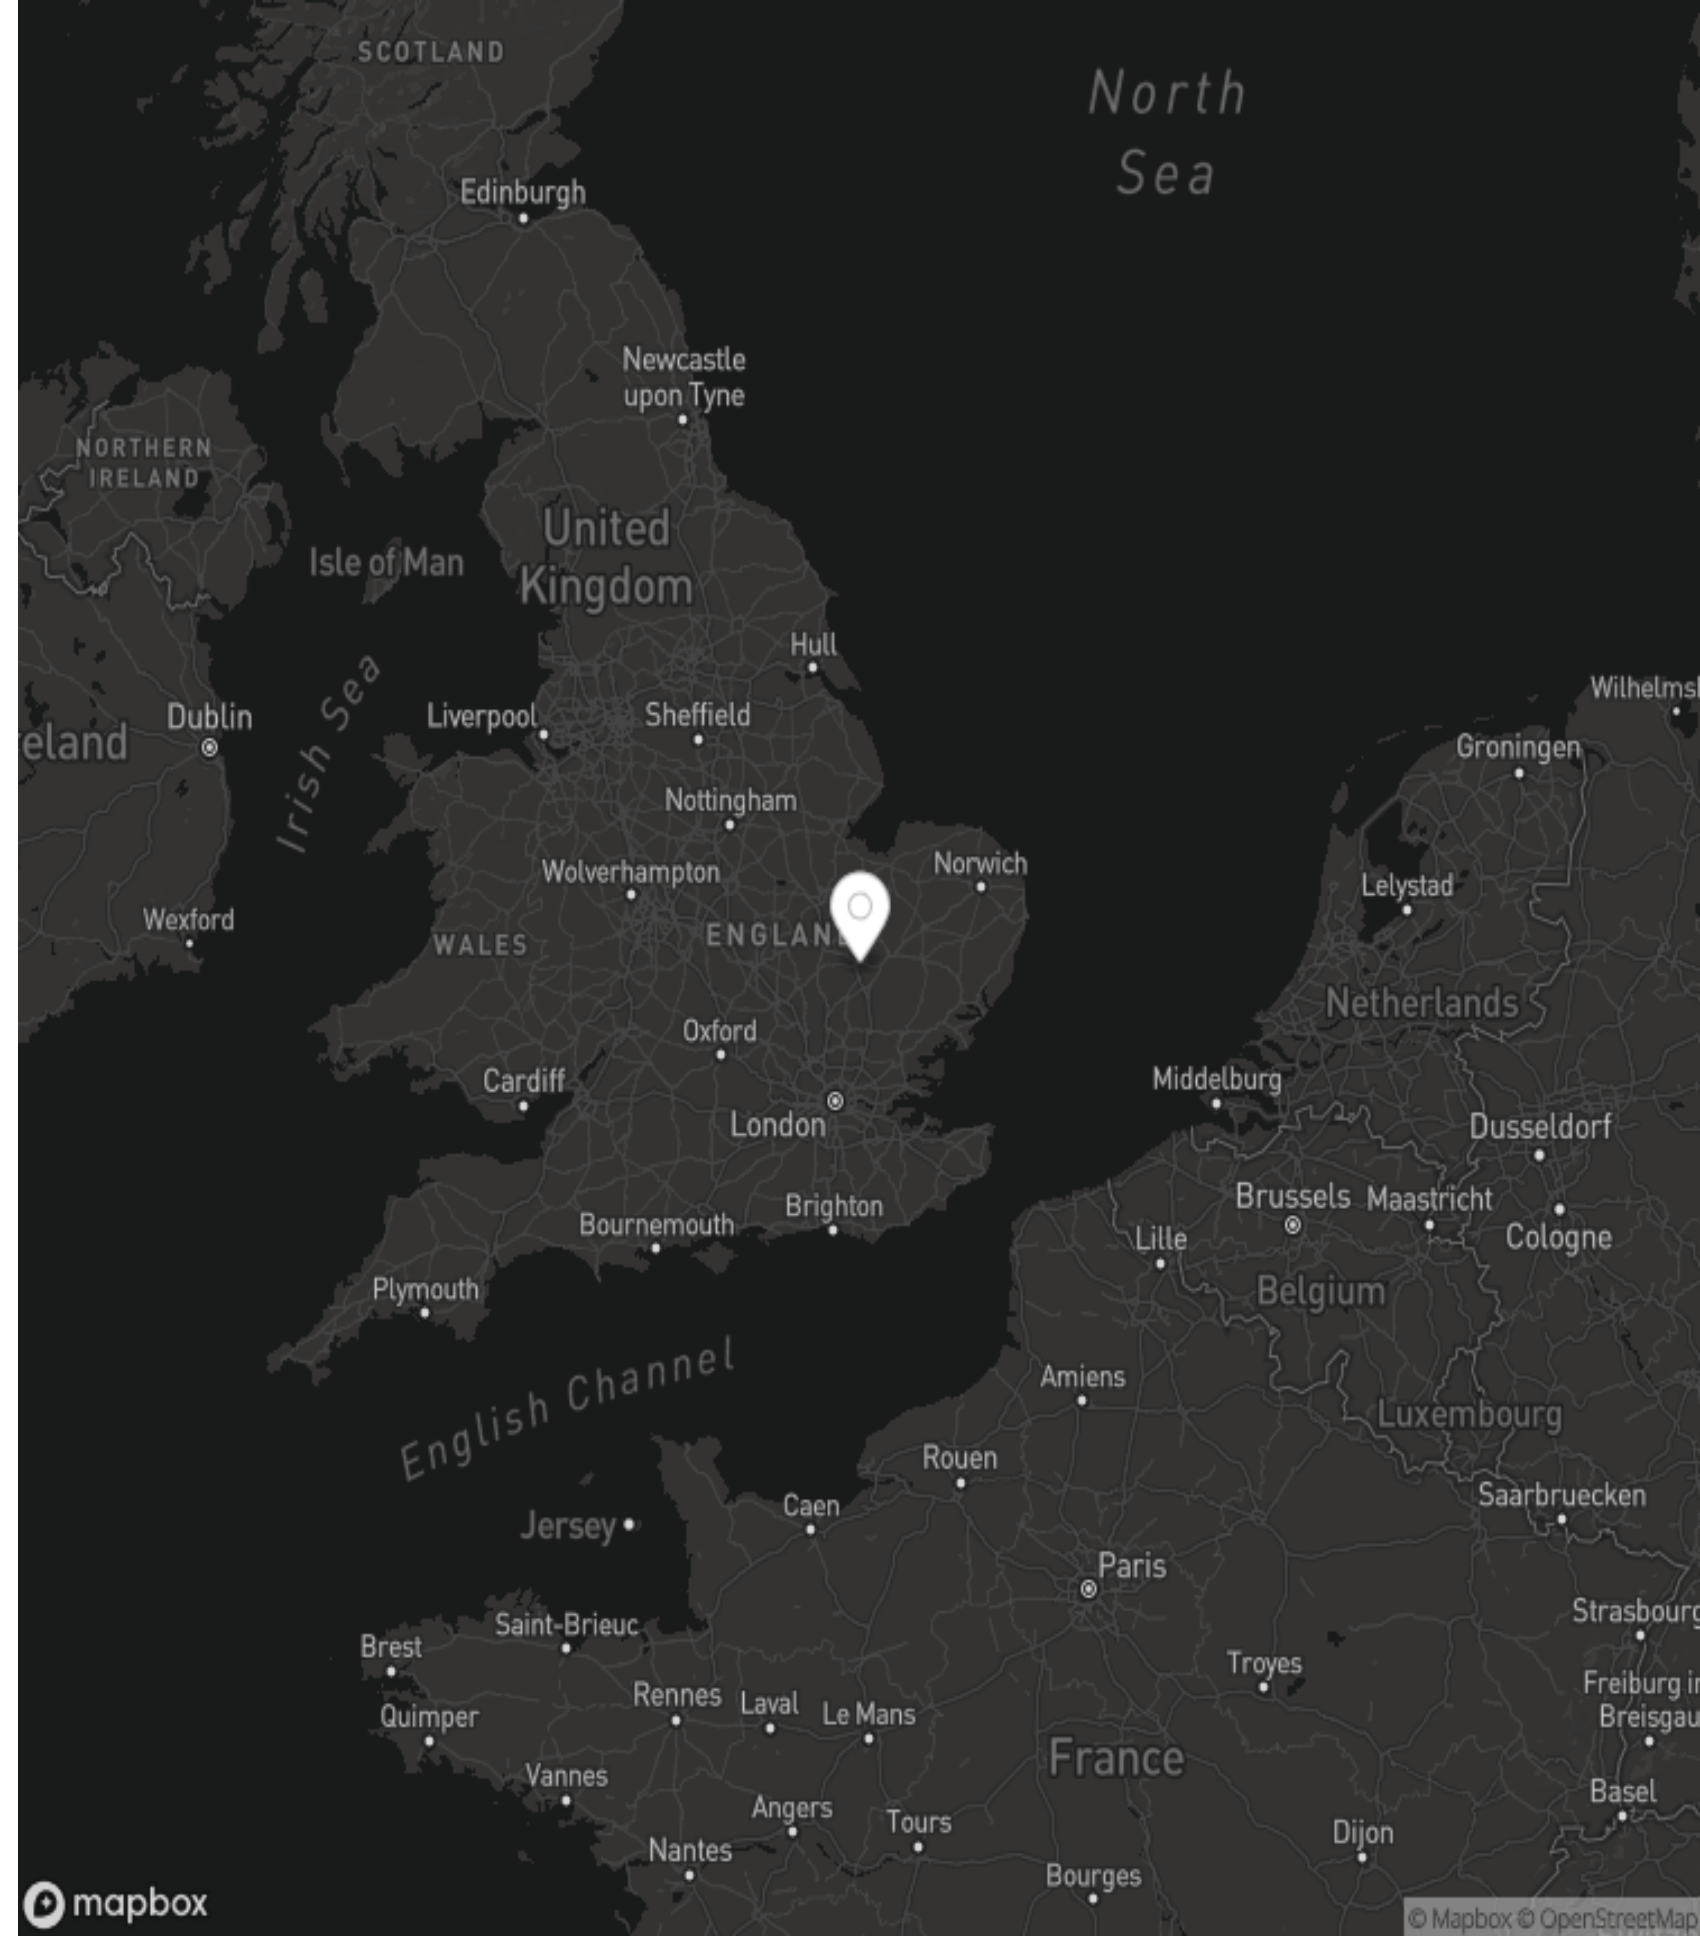 SCOTLAND
North
Sea
Edinburgh
Newcastle
upon Tyne
NORTHERN
IRELAND
United
Kingdom
Isle of Man
Hull
Irish Sea
Wilhelmsl
Dublin
Liverpool
Sheffield
eland
Groningen
Nottingham
Norwich
Wolverhampton
Lelystad
Wexford
WALES
ENGLAND
Netherlands
Oxford
Cardiff
Middelburg
London
Dusseldorf
Brussels
Maastricht
Brighton
Bournemouth
Lille
Cologne
Plymouth
Belgium
English Channel
Amiens
Luxembourg
Rouen
Saarbruecken
Caen
Jersey
Paris
Strasbourg
Saint-Brieuc
Brest
Troyes
Freiburg in
Breisgau
Rennes
Laval
Le Mans
Quimper
France
Vannes
Basel
Angers
Tours
Dijon
Nantes
Bourges
mapbox
© Mapbox © OpenStreetMap